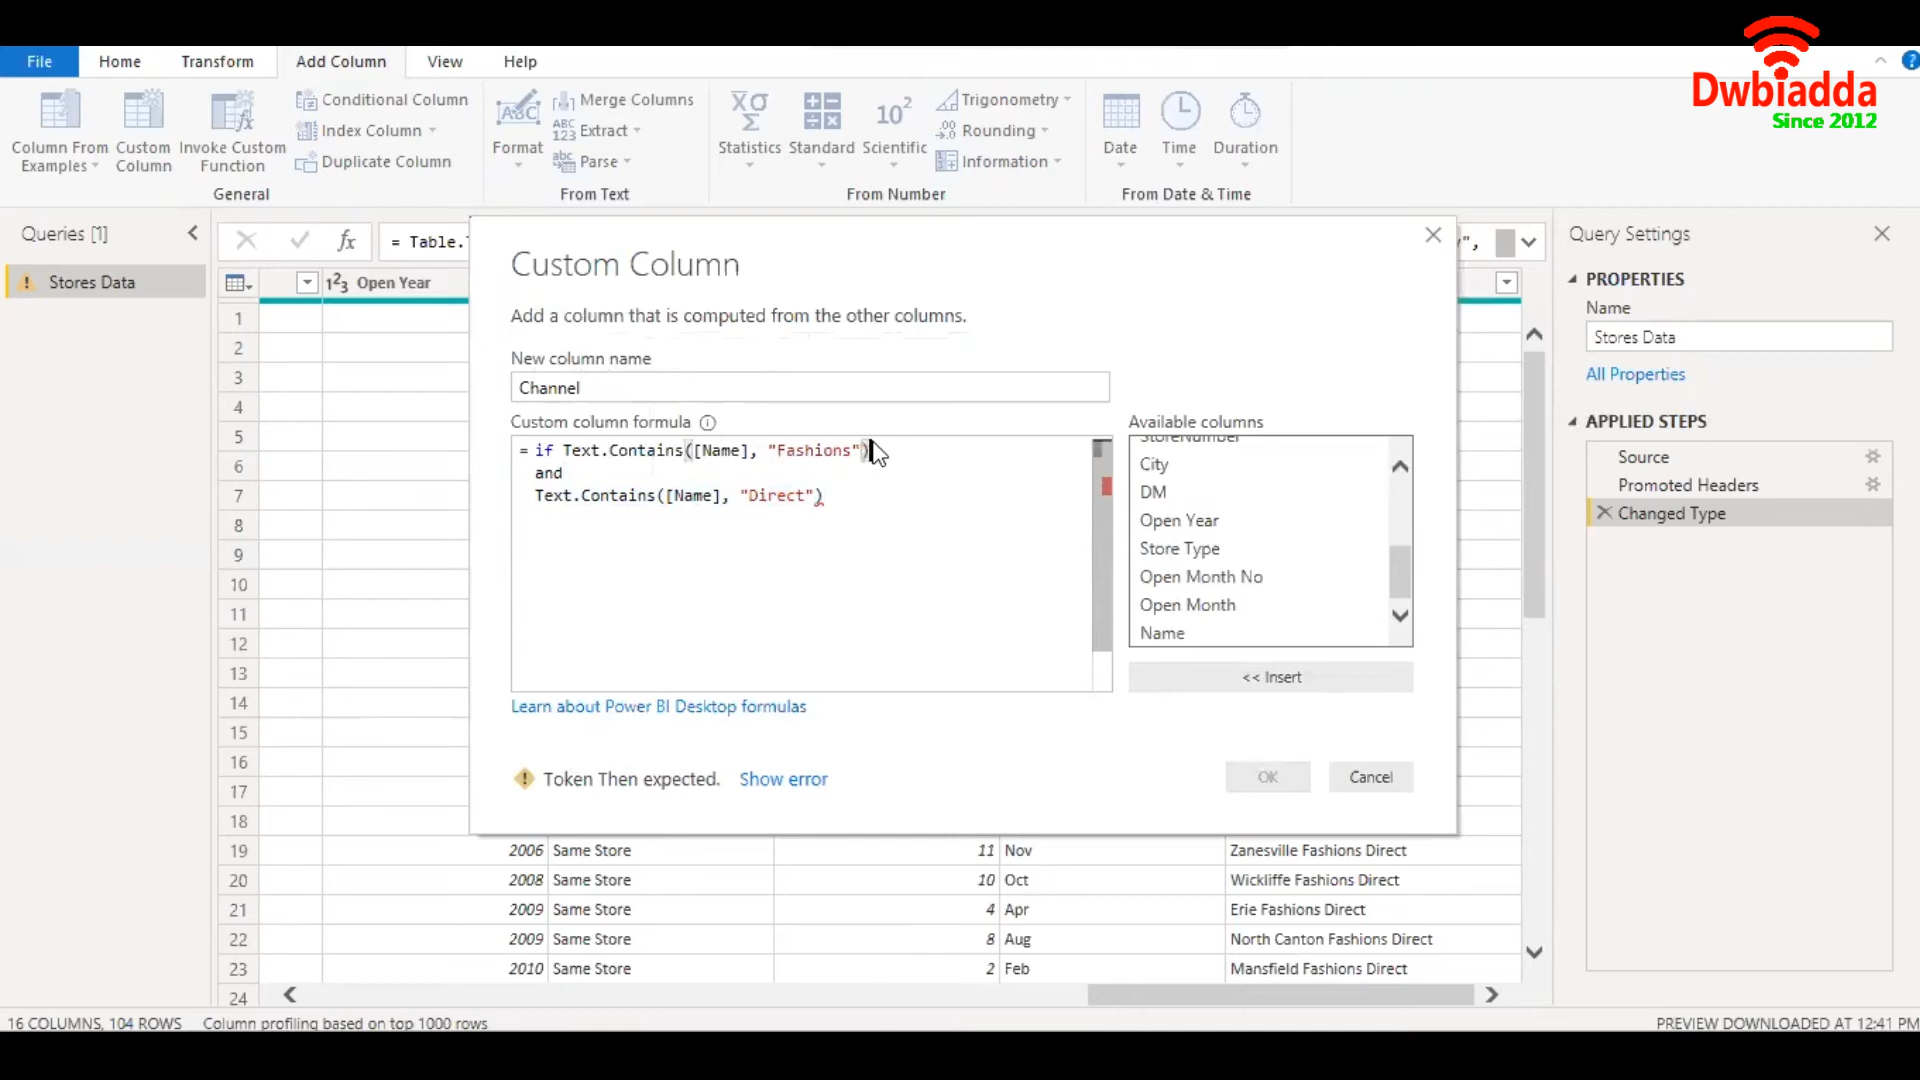 Dwbiadda
Since 2012
File Home Transform Add Column View Help
Column From Examples
Custom Column
Invoke Custom Function
Conditional Column
Index Column
Duplicate Column
General
ABC
Format
Merge Columns
ABC 123 Extract
abc Parse
From Text
XΣσ Statistics
Standard
10² Scientific
Trigonometry
.00 Rounding
Information
From Number
Date
Time
Duration
From Date & Time
Queries [1]
Stores Data
fx
= Table.
",
1²3 Open Year
Custom Column
Add a column that is computed from the other columns.
New column name
Channel
Custom column formula
= if Text.Contains([Name], "Fashions")
and
Text.Contains([Name], "Direct")
Available columns
StoreNumber
City
DM
Open Year
Store Type
Open Month No
Open Month
Name
<< Insert
Learn about Power BI Desktop formulas
Token Then expected. Show error
OK
Cancel
1
2
3
4
5
6
7
8
9
10
11
12
13
14
15
16
17
18
19 2006 Same Store 11 Nov Zanesville Fashions Direct
20 2008 Same Store 10 Oct Wickliffe Fashions Direct
21 2009 Same Store 4 Apr Erie Fashions Direct
22 2009 Same Store 8 Aug North Canton Fashions Direct
23 2010 Same Store 2 Feb Mansfield Fashions Direct
24
Query Settings
PROPERTIES
Name
Stores Data
All Properties
APPLIED STEPS
Source
Promoted Headers
Changed Type
16 COLUMNS, 104 ROWS Column profiling based on top 1000 rows
PREVIEW DOWNLOADED AT 12:41 PM